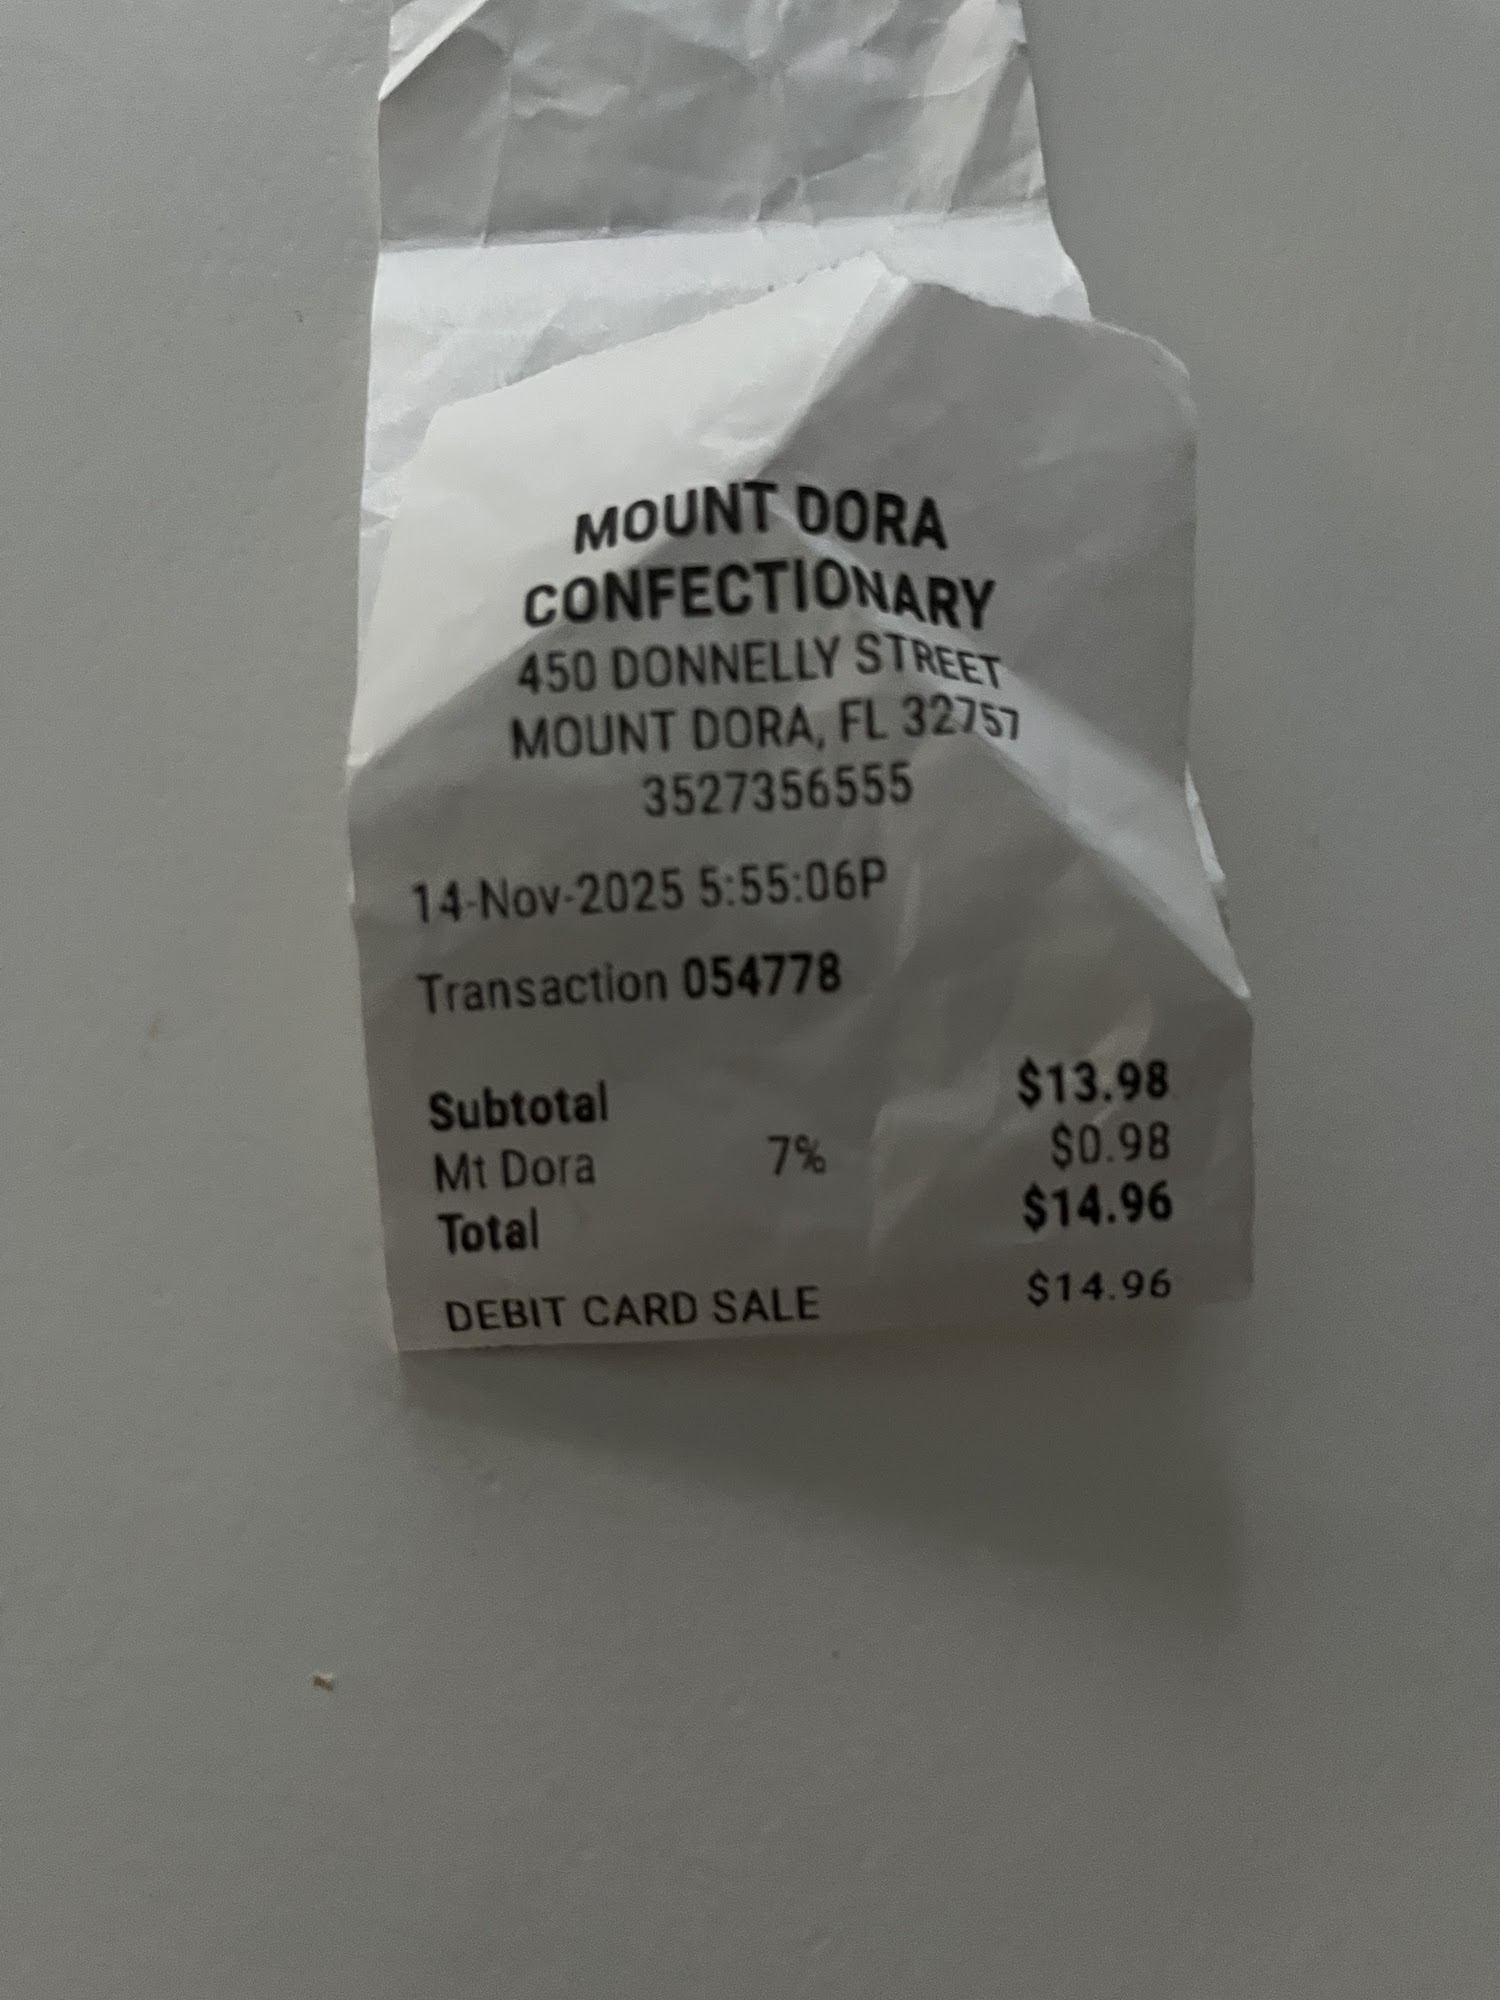 MOUNT DORA
CONFECTIONARY
450 DONNELLY STREET
MOUNT DORA, FL 32757
3527356555
14-Nov-2025 5:55:06P
Transaction 054778
Subtotal $13.98
Mt Dora 7% $0.98
Total $14.96
DEBIT CARD SALE $14.96